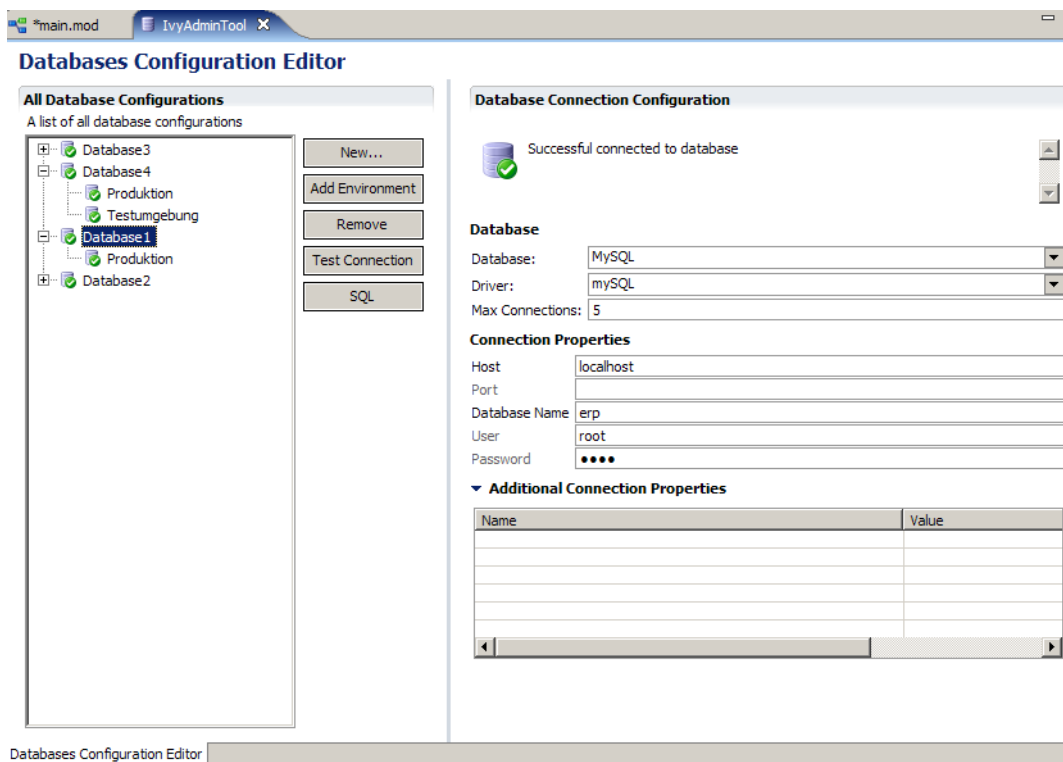 *main.mod IvyAdminTool
Databases Configuration Editor
All Database Configurations
A list of all database configurations
Database3
Database4
Produktion
Testumgebung
Database1
Produktion
Database2
New...
Add Environment
Remove
Test Connection
SQL
Database Connection Configuration
Successful connected to database
Database
Database: MySQL
Driver: mySQL
Max Connections: 5
Connection Properties
Host localhost
Port
Database Name erp
User root
Password ••••
Additional Connection Properties
Name Value
Databases Configuration Editor